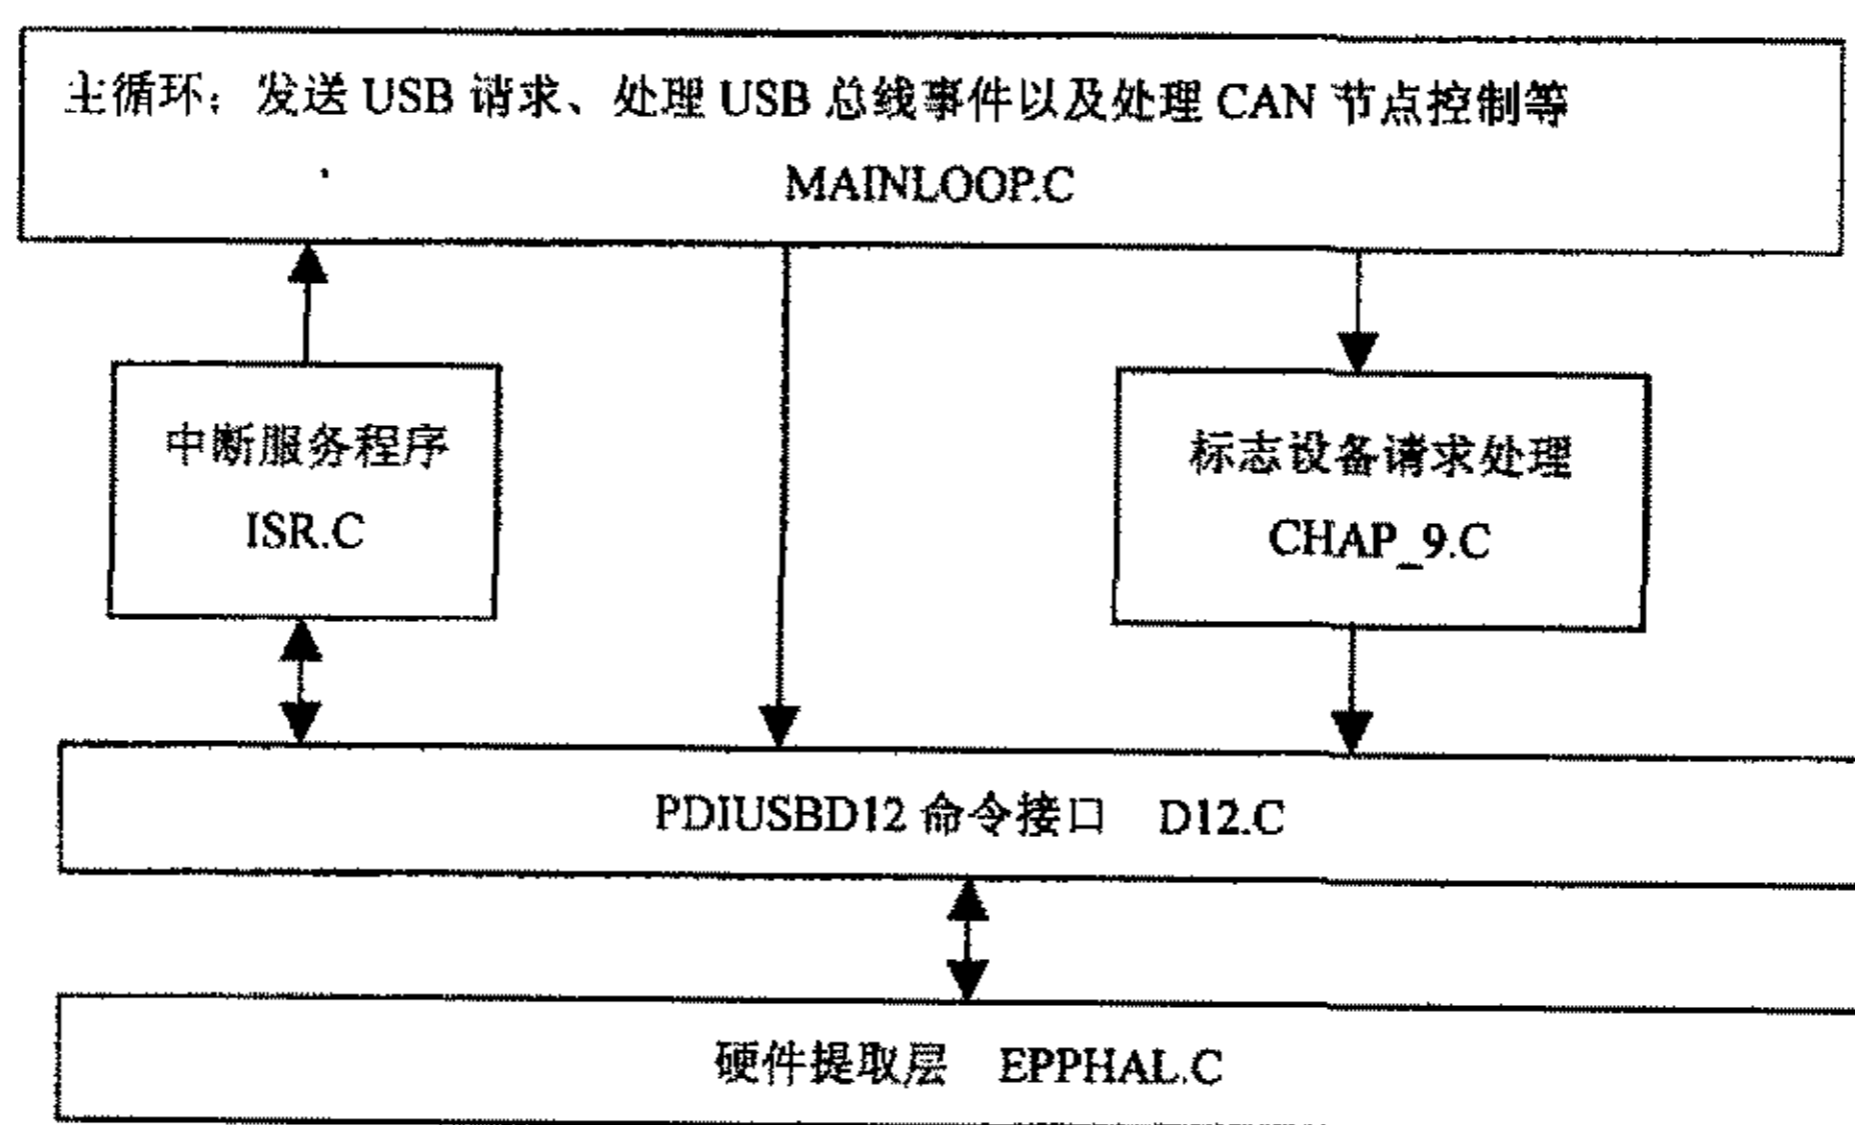 主循环：发送 USB 请求、处理 USB 总线事件以及处理 CAN 节点控制等
MAINLOOP.C
中断服务程序
ISR.C
标志设备请求处理
CHAP_9.C
PDIUSBD12 命令接口 D12.C
硬件提取层 EPPHAL.C